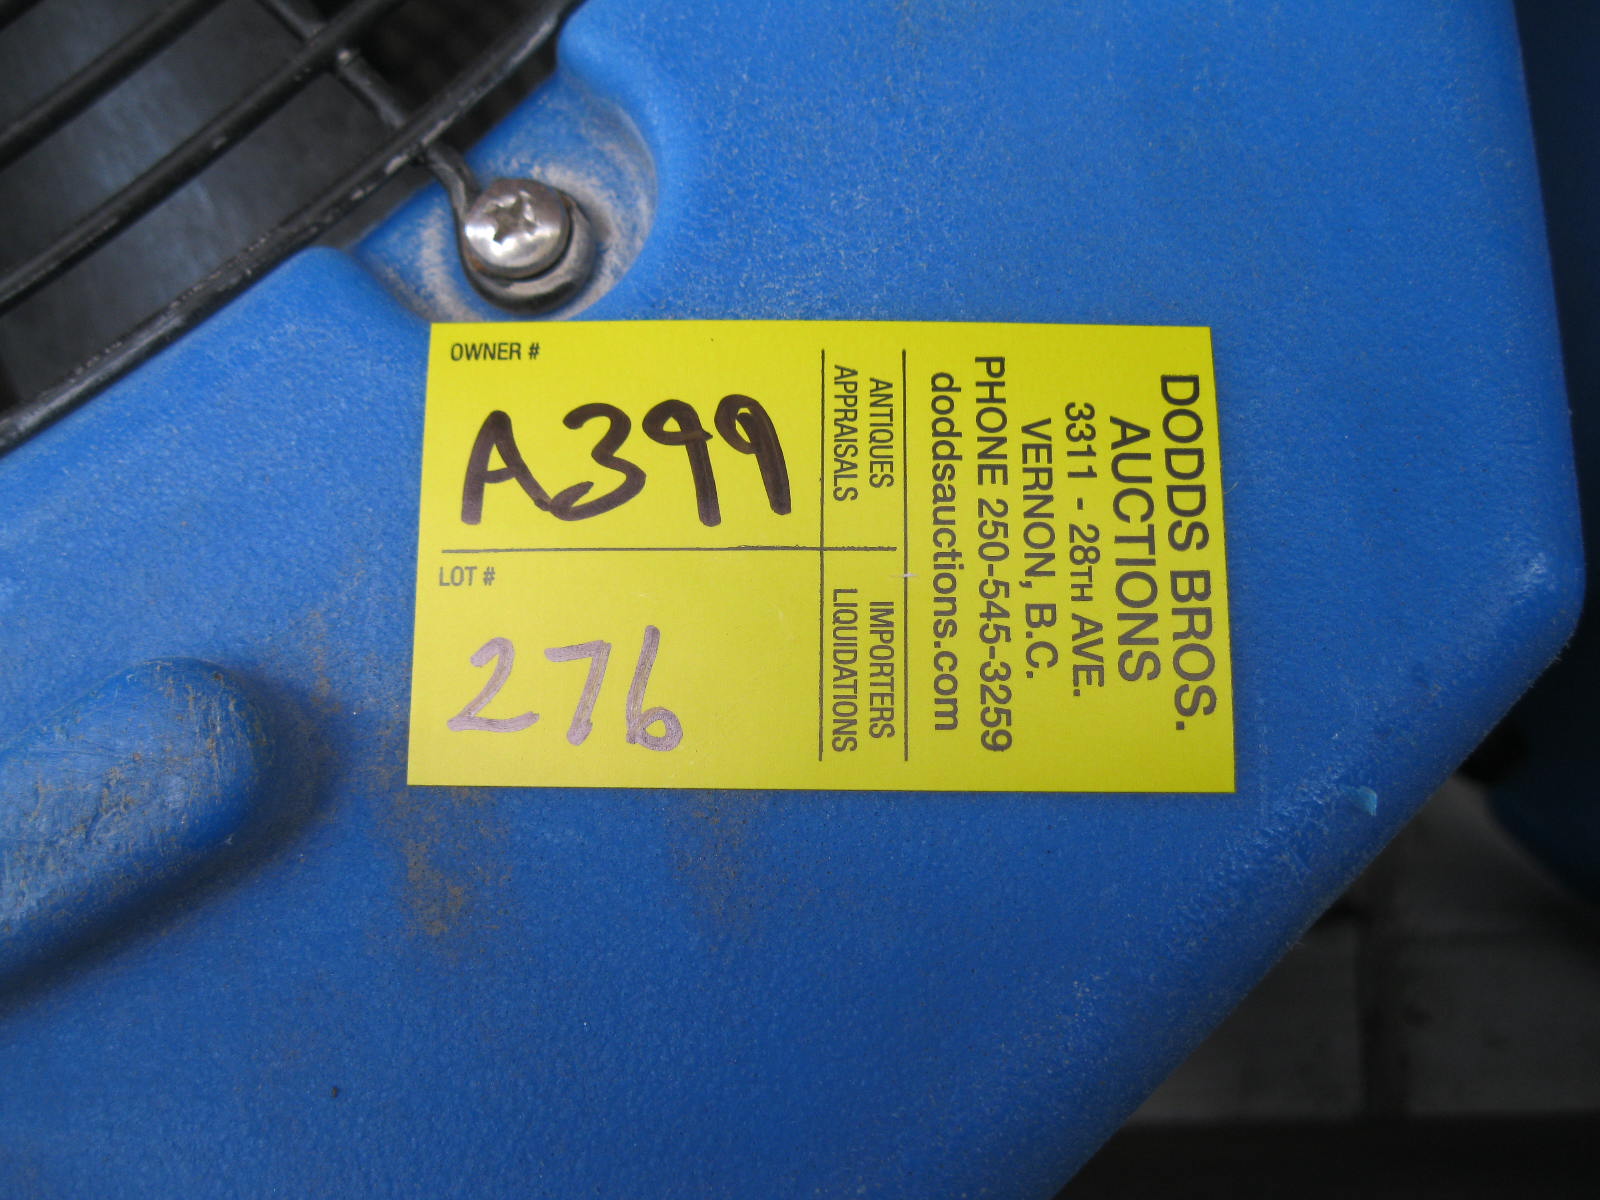 OWNER #
A399
LOT #
276
ANTIQUES
APPRAISALS
IMPORTERS
LIQUIDATIONS
DODDS BROS.
AUCTIONS
3311 - 28TH AVE.
VERNON, B.C.
PHONE 250-545-3259
doddsauctions.com